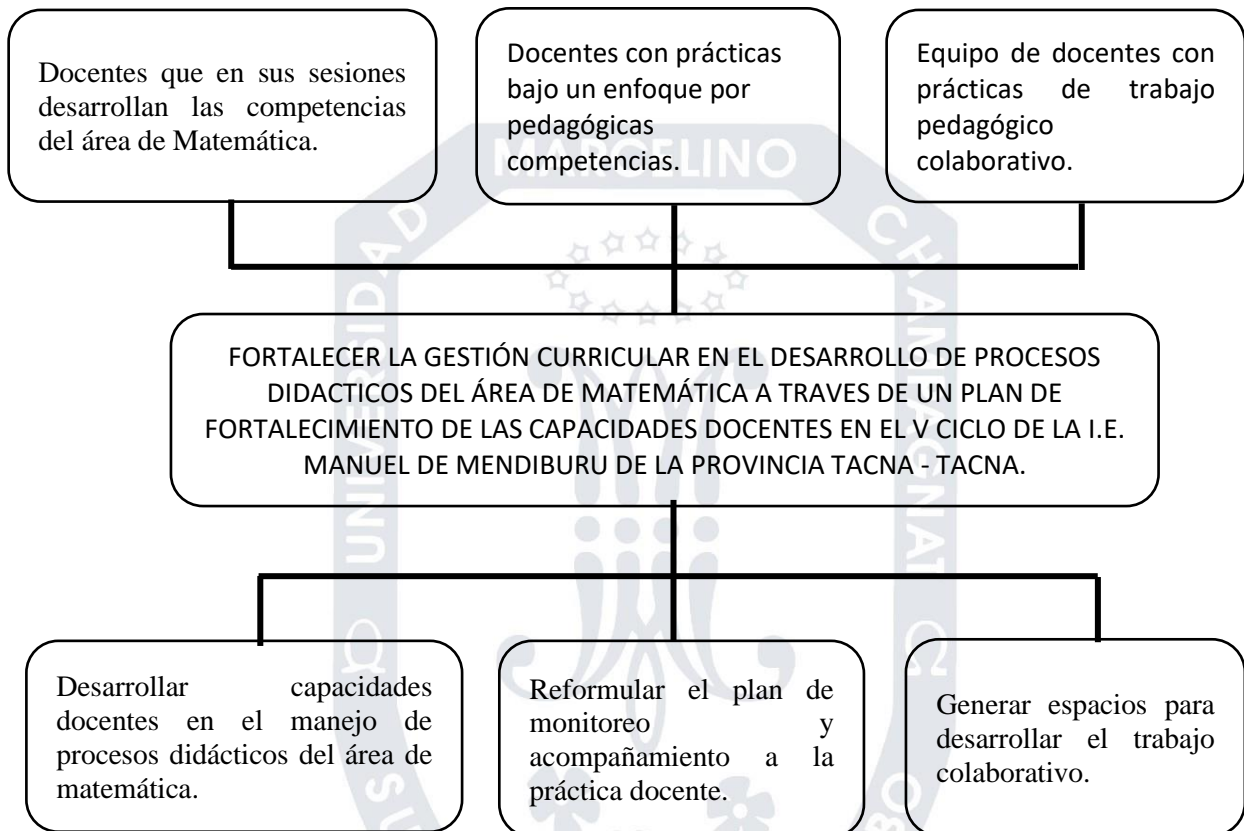 Docentes que en sus sesiones
desarrollan las competencias
del área de Matemática.
Docentes con prácticas
bajo un enfoque por
pedagógicas
competencias.
Equipo de docentes con
prácticas de trabajo
pedagógico
colaborativo.
MARCELINO
UNIVERSIDAD
CHAMPAGNAT
FORTALECER LA GESTIÓN CURRICULAR EN EL DESARROLLO DE PROCESOS
DIDACTICOS DEL ÁREA DE MATEMÁTICA A TRAVES DE UN PLAN DE
FORTALECIMIENTO DE LAS CAPACIDADES DOCENTES EN EL V CICLO DE LA I.E.
MANUEL DE MENDIBURU DE LA PROVINCIA TACNA - TACNA.
Desarrollar capacidades
docentes en el manejo de
procesos didácticos del área de
matemática.
Reformular el plan de
monitoreo y
acompañamiento a la
práctica docente.
Generar espacios para
desarrollar el trabajo
colaborativo.